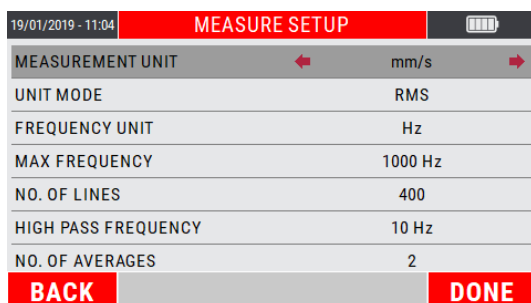 19/01/2019 - 11:04 MEASURE SETUP
MEASUREMENT UNIT mm/s
UNIT MODE RMS
FREQUENCY UNIT Hz
MAX FREQUENCY 1000 Hz
NO. OF LINES 400
HIGH PASS FREQUENCY 10 Hz
NO. OF AVERAGES 2
BACK DONE